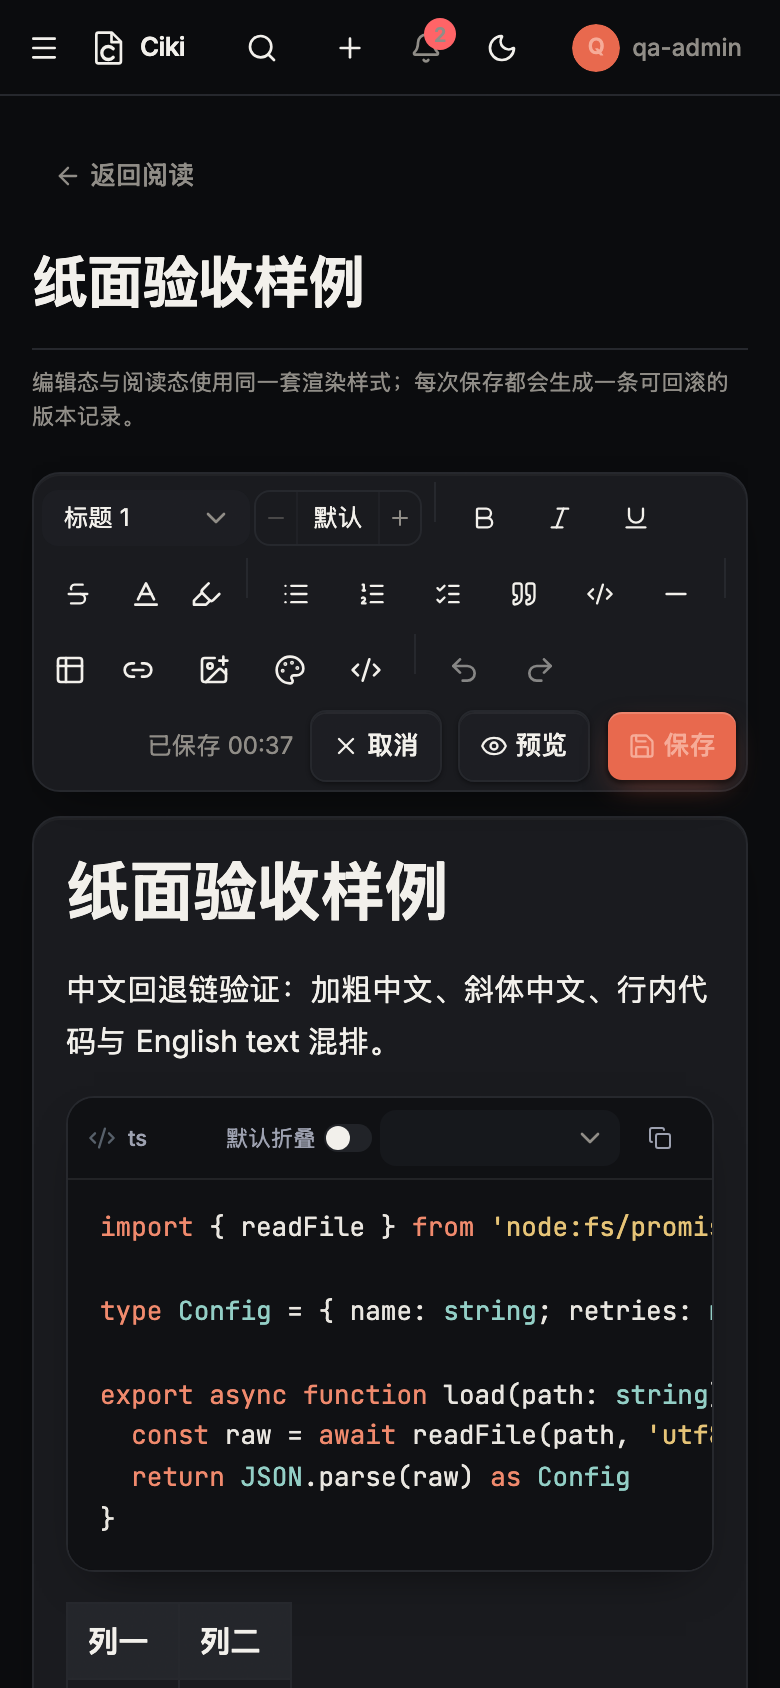 Ciki
2
Q
qa-admin
返回阅读
纸面验收样例
编辑态与阅读态使用同一套渲染样式；每次保存都会生成一条可回滚的
版本记录。
标题 1
默认
已保存 00:37
取消
预览
保存
纸面验收样例
中文回退链验证：加粗中文、斜体中文、行内代
码与 English text 混排。
ts
默认折叠
import { readFile } from 'node:fs/promis
type Config = { name: string; retries:
export async function load(path: string)
const raw = await readFile(path, 'utf8
return JSON.parse(raw) as Config
}
列一 列二